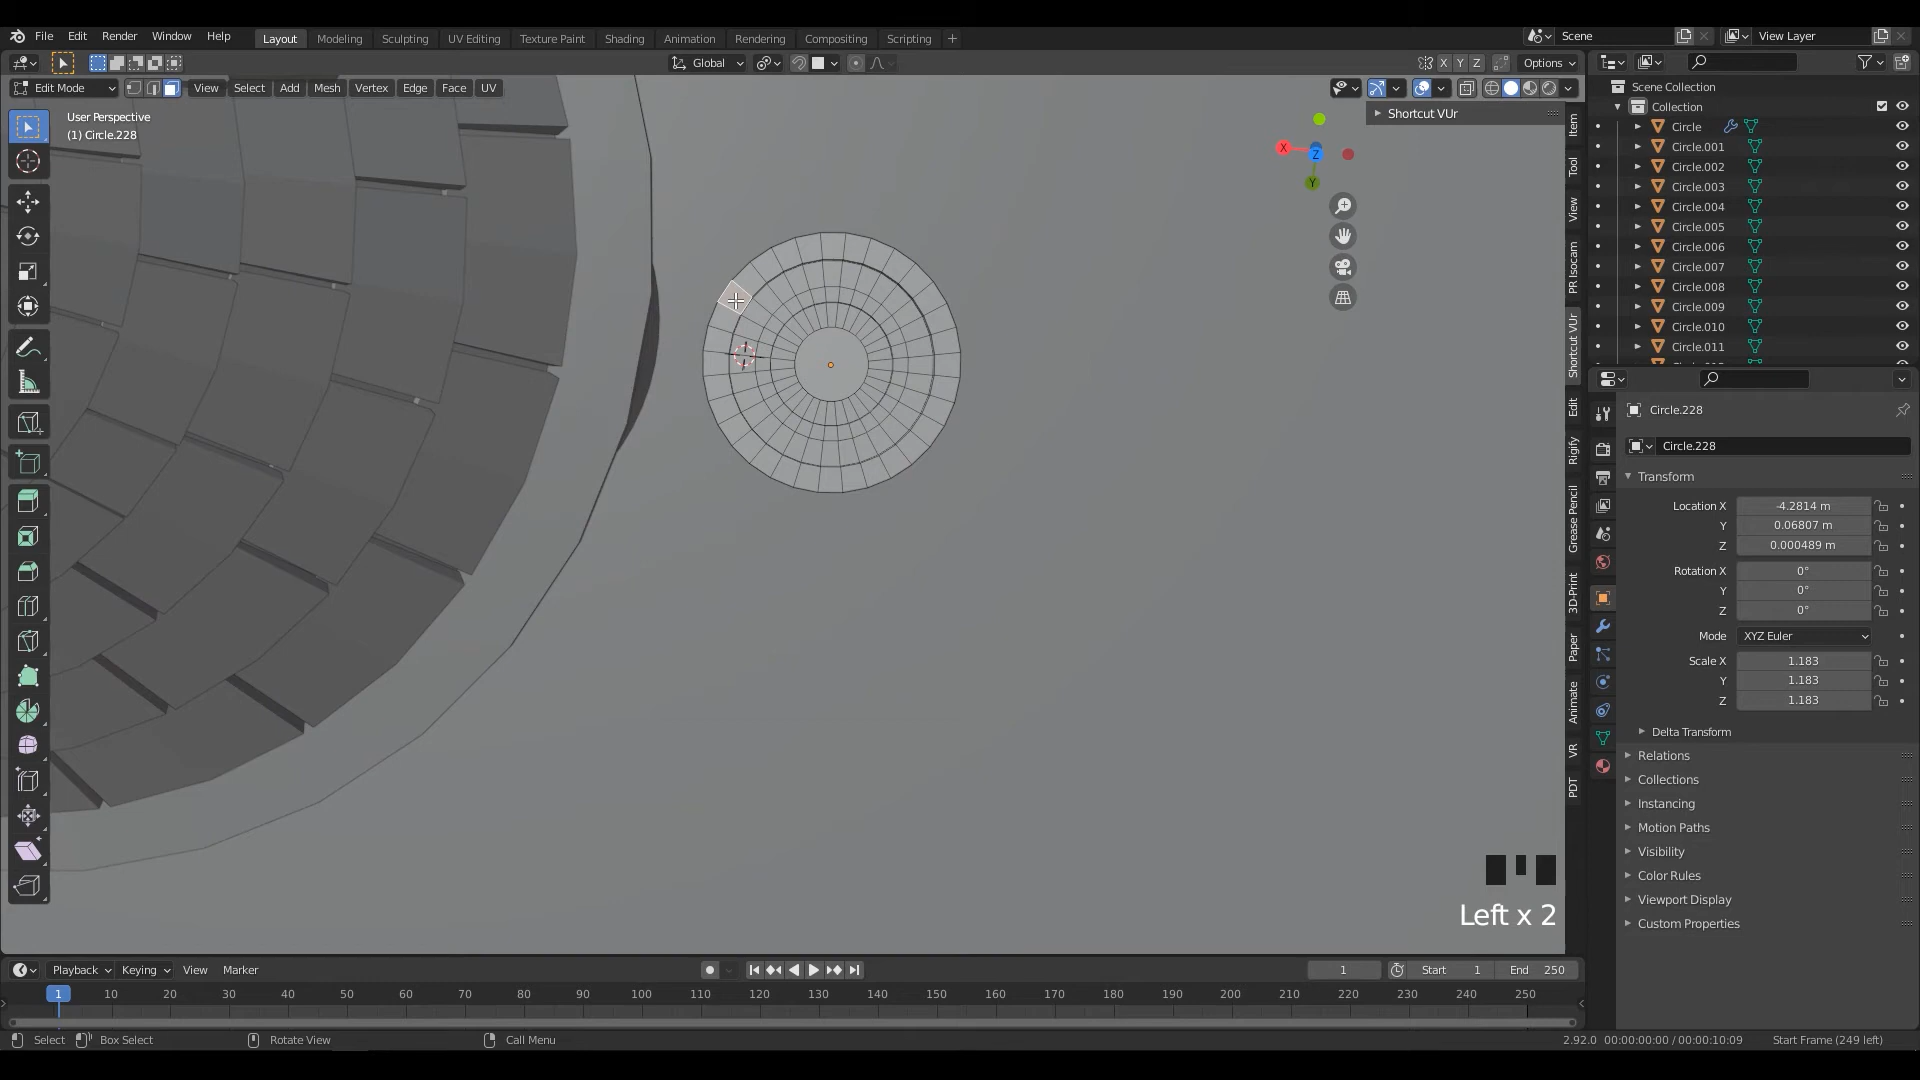 File Edit Render Window Help Layout Modeling Sculpting UV Editing Texture Paint Shading Animation Rendering Compositing Scripting + Scene View Layer
Global X Y Z Options
Edit Mode View Select Add Mesh Vertex Edge Face UV
User Perspective
(1) Circle.228
Shortcut VUr
X
Z
Y
Item
Tool
View
PR Isocam
Shortcut VUr
Edit
Rigify
Grease Pencil
3D-Print
Paper
Animate
VR
PDT
Scene Collection
Collection
Circle
Circle.001
Circle.002
Circle.003
Circle.004
Circle.005
Circle.006
Circle.007
Circle.008
Circle.009
Circle.010
Circle.011
Circle.228
Circle.228
Transform
Location X -4.2814 m
Y 0.06807 m
Z 0.000489 m
Rotation X 0°
Y 0°
Z 0°
Mode XYZ Euler
Scale X 1.183
Y 1.183
Z 1.183
Delta Transform
Relations
Collections
Instancing
Motion Paths
Visibility
Color Rules
Viewport Display
Custom Properties
Left x 2
Playback Keying View Marker 1 Start 1 End 250
1 10 20 30 40 50 60 70 80 90 100 110 120 130 140 150 160 170 180 190 200 210 220 230 240 250
Select Box Select Rotate View Call Menu 2.92.0 00:00:00:00 / 00:00:10:09 Start Frame (249 left)